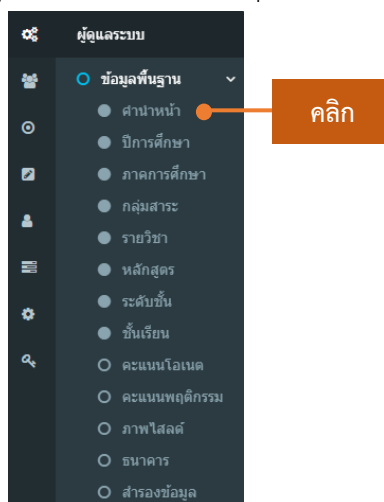 ผู้ดูแลระบบ
ข้อมูลพื้นฐาน
คำนำหน้า
คลิก
ปีการศึกษา
ภาคการศึกษา
กลุ่มสาระ
รายวิชา
หลักสูตร
ระดับชั้น
ชั้นเรียน
คะแนนโอเนต
คะแนนพฤติกรรม
ภาพไสลด์
ธนาคาร
สำรองข้อมูล